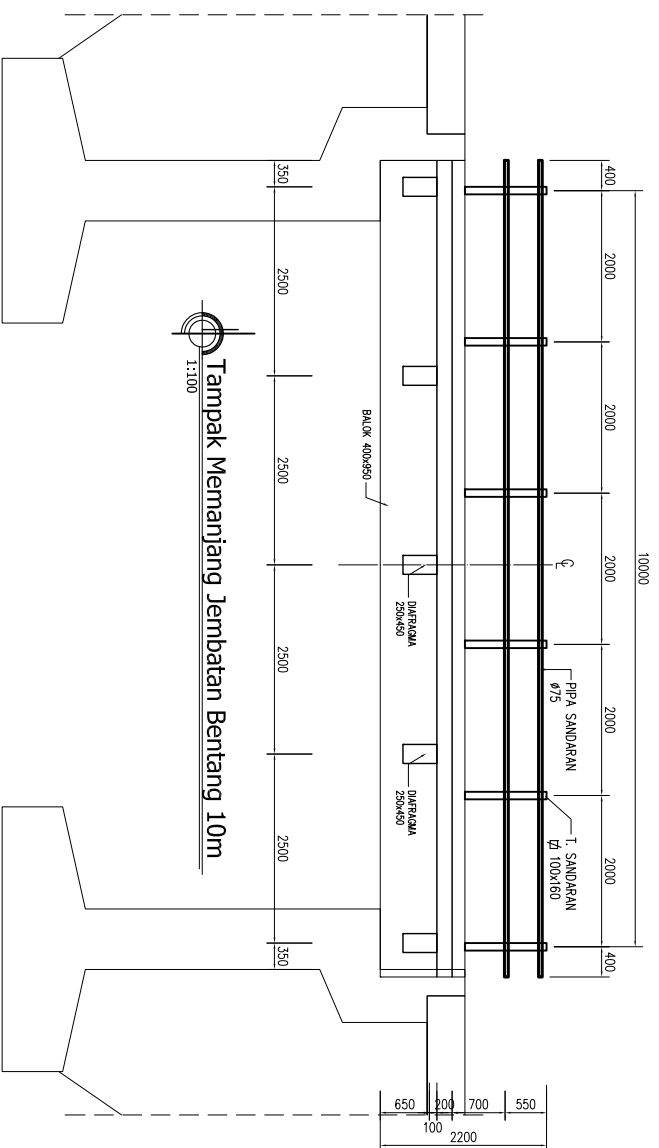 10000
400
2000
2000
2000
2000
2000
400
PIPA SANDARAN
ø75
T. SANDARAN
100x160
550
700
200
100
650
2200
DIAFRAGMA
250x450
DIAFRAGMA
250x450
BALOK 400x950
350
2500
2500
2500
2500
350
Tampak Memanjang Jembatan Bentang 10m
1:100